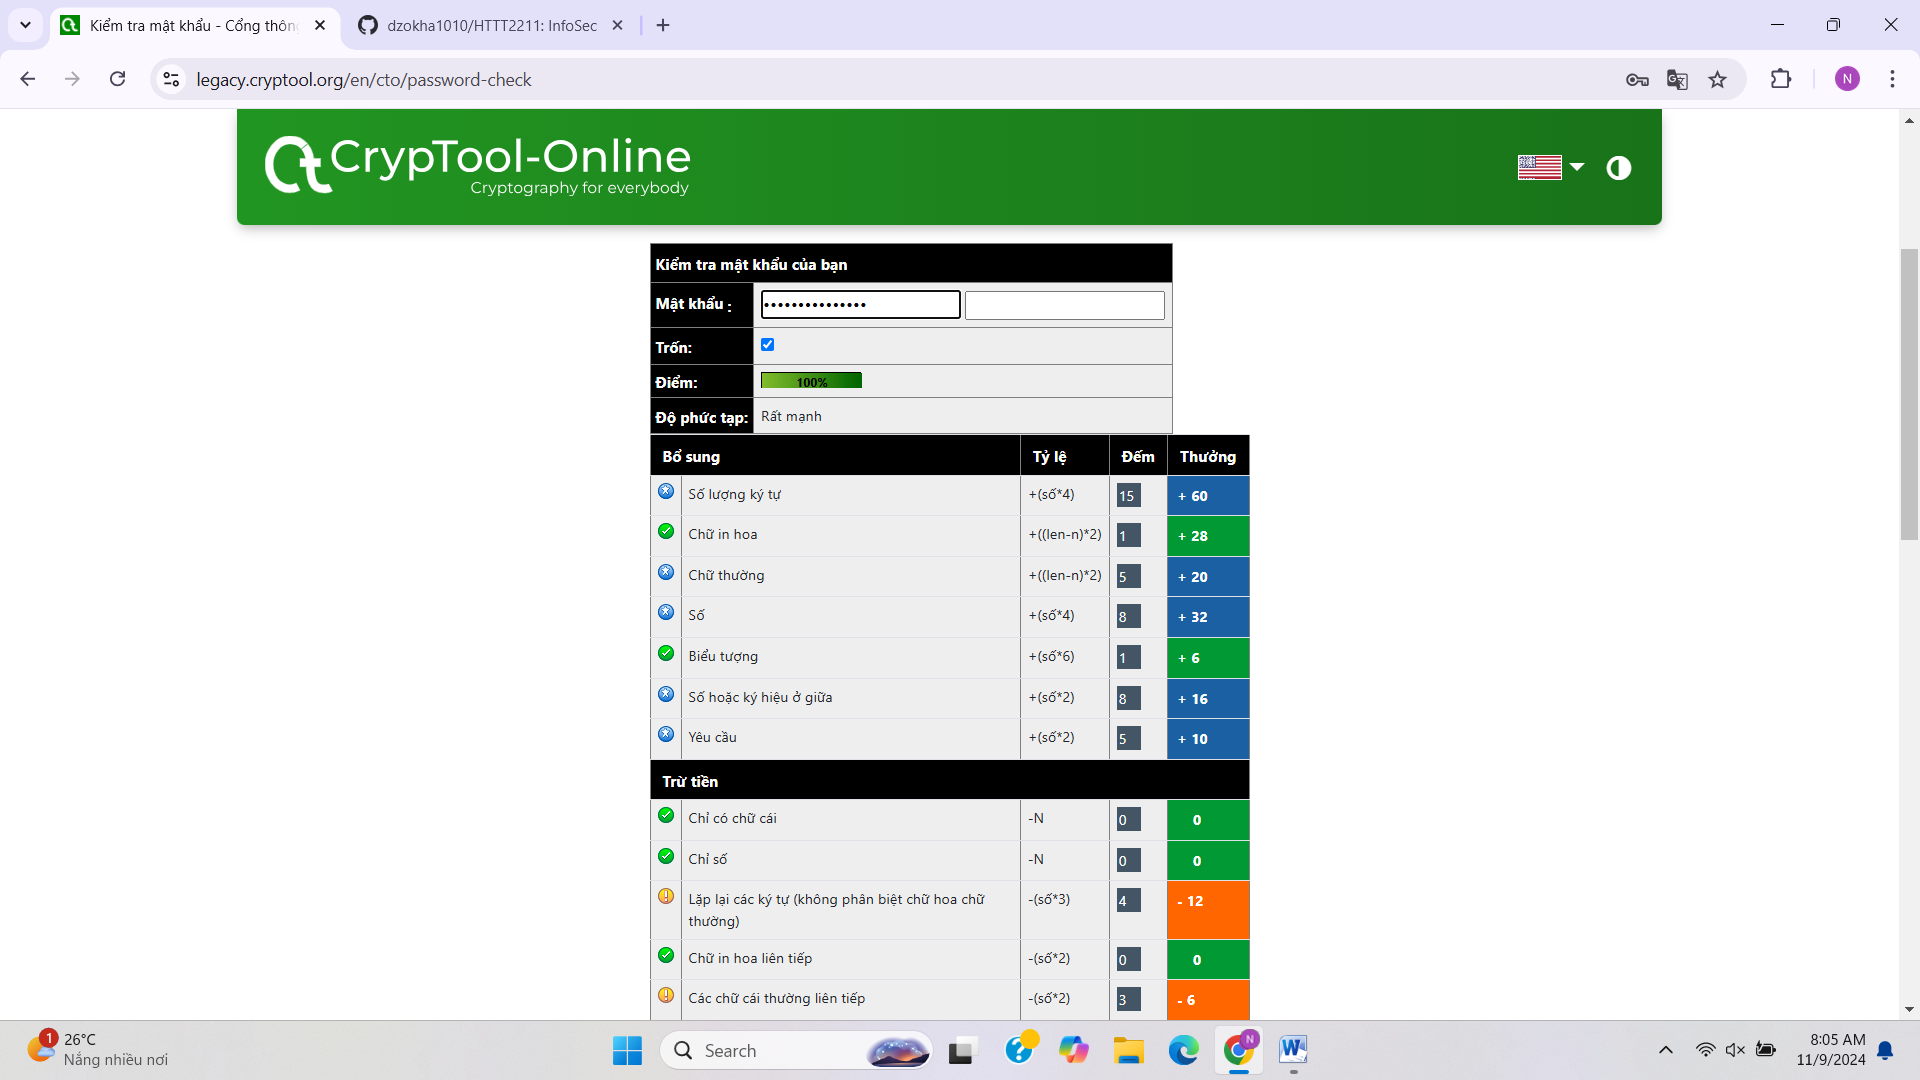 Kiểm tra mật khẩu - Cổng thôn
dzokha1010/HTTT2211: InfoSec
legacy.cryptool.org/en/cto/password-check
N
CrypTool-Online
Cryptography for everybody
Kiểm tra mật khẩu của bạn
Mật khẩu :
Trốn:
Điểm: 100%
Độ phức tạp: Rất mạnh
Bổ sung Tỷ lệ Đếm Thưởng
Số lượng ký tự +(số*4) 15 + 60
Chữ in hoa +((len-n)*2) 1 + 28
Chữ thường +((len-n)*2) 5 + 20
Số +(số*4) 8 + 32
Biểu tượng +(số*6) 1 + 6
Số hoặc ký hiệu ở giữa +(số*2) 8 + 16
Yêu cầu +(số*2) 5 + 10
Trừ tiền
Chỉ có chữ cái -N 0 0
Chỉ số -N 0 0
Lặp lại các ký tự (không phân biệt chữ hoa chữ -(số*3) 4 - 12
thường)
Chữ in hoa liên tiếp -(số*2) 0 0
Các chữ cái thường liên tiếp -(số*2) 3 - 6
1
26°C
Nắng nhiều nơi
Search
N
8:05 AM
11/9/2024